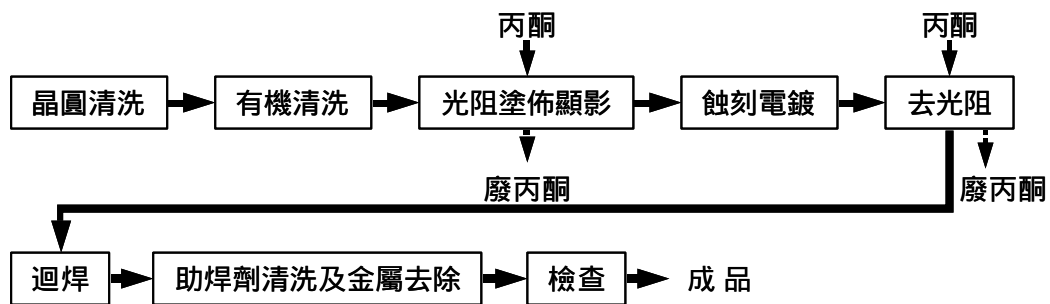 丙酮
丙酮
晶圓清洗
有機清洗
光阻塗佈顯影
蝕刻電鍍
去光阻
廢丙酮
廢丙酮
迴焊
助焊劑清洗及金屬去除
檢查
成品